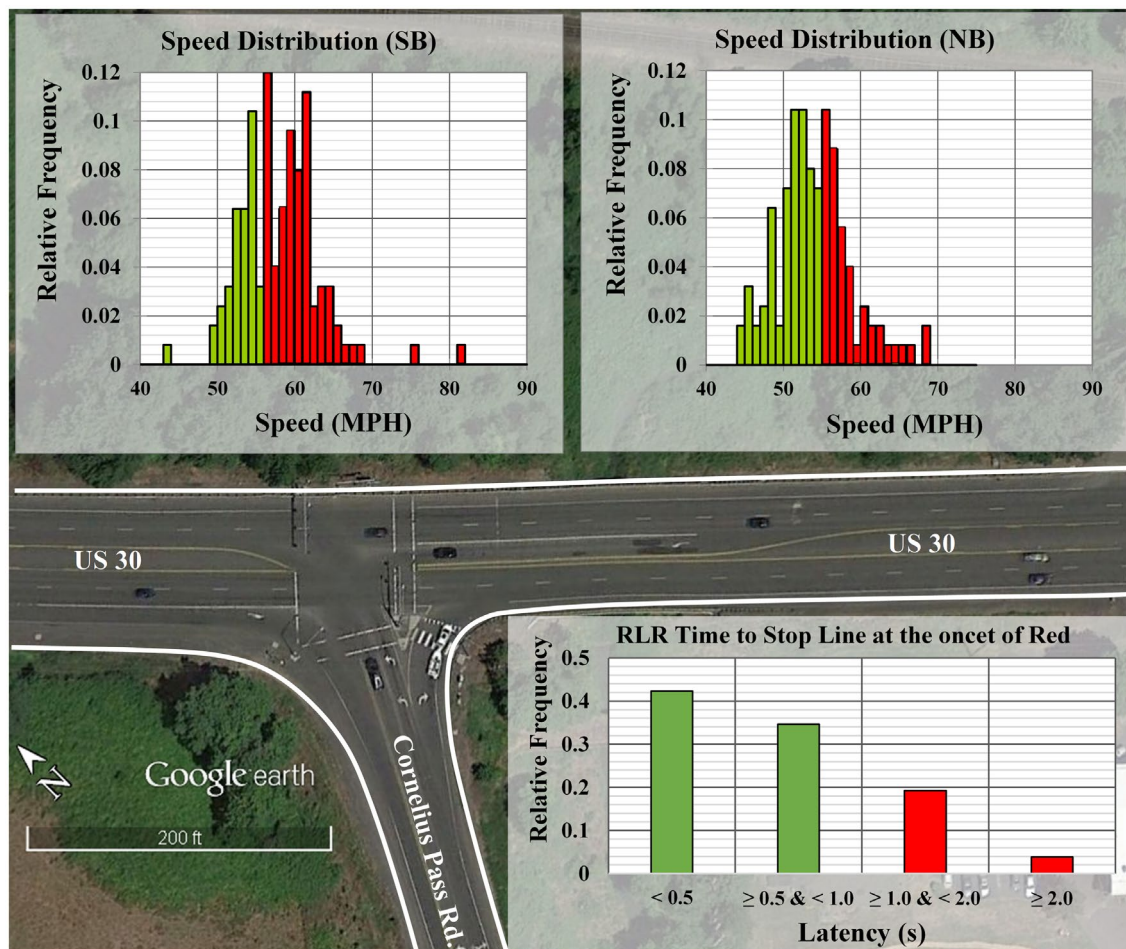 Speed Distribution (SB)
Relative Frequency
0.12
0.1
0.08
0.06
0.04
0.02
0
40 50 60 70 80 90
Speed (MPH)
Speed Distribution (NB)
Relative Frequency
0.12
0.1
0.08
0.06
0.04
0.02
0
40 50 60 70 80 90
Speed (MPH)
US 30
US 30
Cornelius Pass Rd.
N
Google earth
200 ft
RLR Time to Stop Line at the oncet of Red
Relative Frequency
0.5
0.4
0.3
0.2
0.1
0
< 0.5 ≥ 0.5 & < 1.0 ≥ 1.0 & < 2.0 ≥ 2.0
Latency (s)